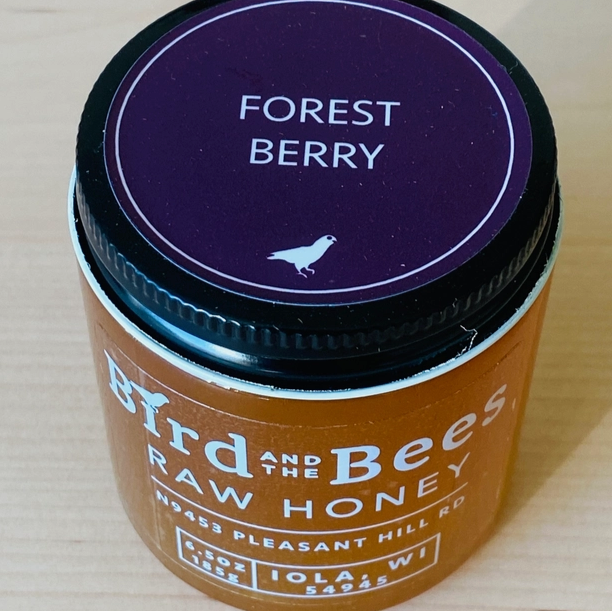 FOREST
BERRY
Bird AND THE Bees
RAW HONEY
N9453 PLEASANT HILL RD
6.5OZ
185g
IOLA, WI
54945